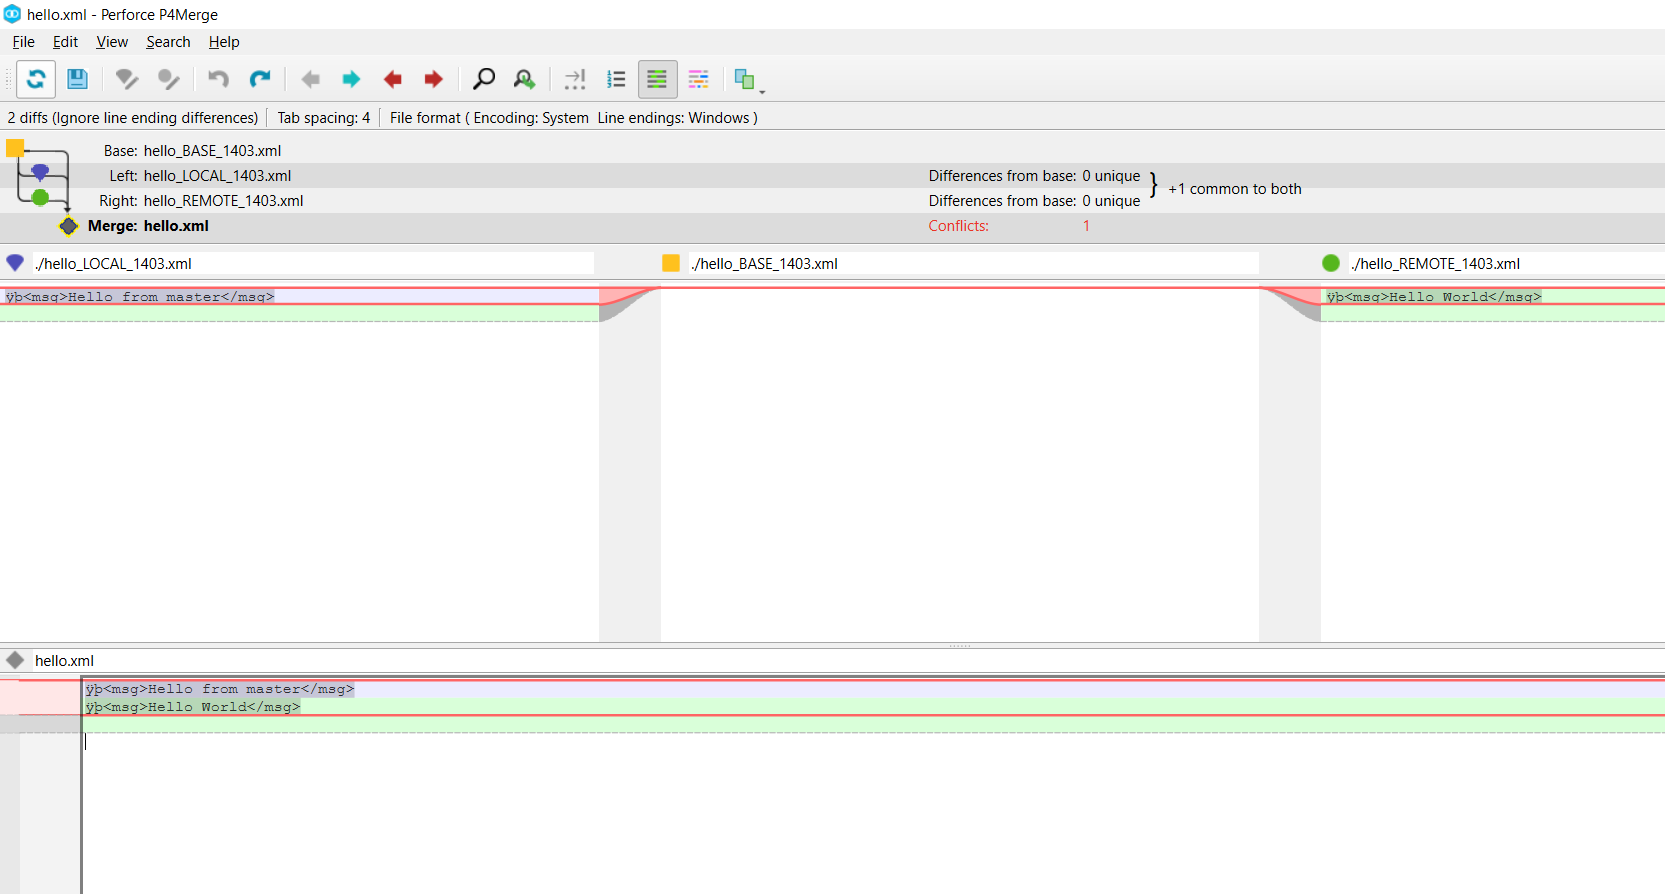 hello.xml - Perforce P4Merge
File Edit View Search Help
2 diffs (Ignore line ending differences) Tab spacing: 4 File format ( Encoding: System Line endings: Windows )
Base: hello_BASE_1403.xml
Left: hello_LOCAL_1403.xml Differences from base: 0 unique
+1 common to both
Right: hello_REMOTE_1403.xml Differences from base: 0 unique
Merge: hello.xml Conflicts: 1
./hello_LOCAL_1403.xml ./hello_BASE_1403.xml ./hello_REMOTE_1403.xml
ÿþ<msg>Hello from master</msg> ÿþ<msg>Hello World</msg>
hello.xml
ÿþ<msg>Hello from master</msg>
ÿþ<msg>Hello World</msg>